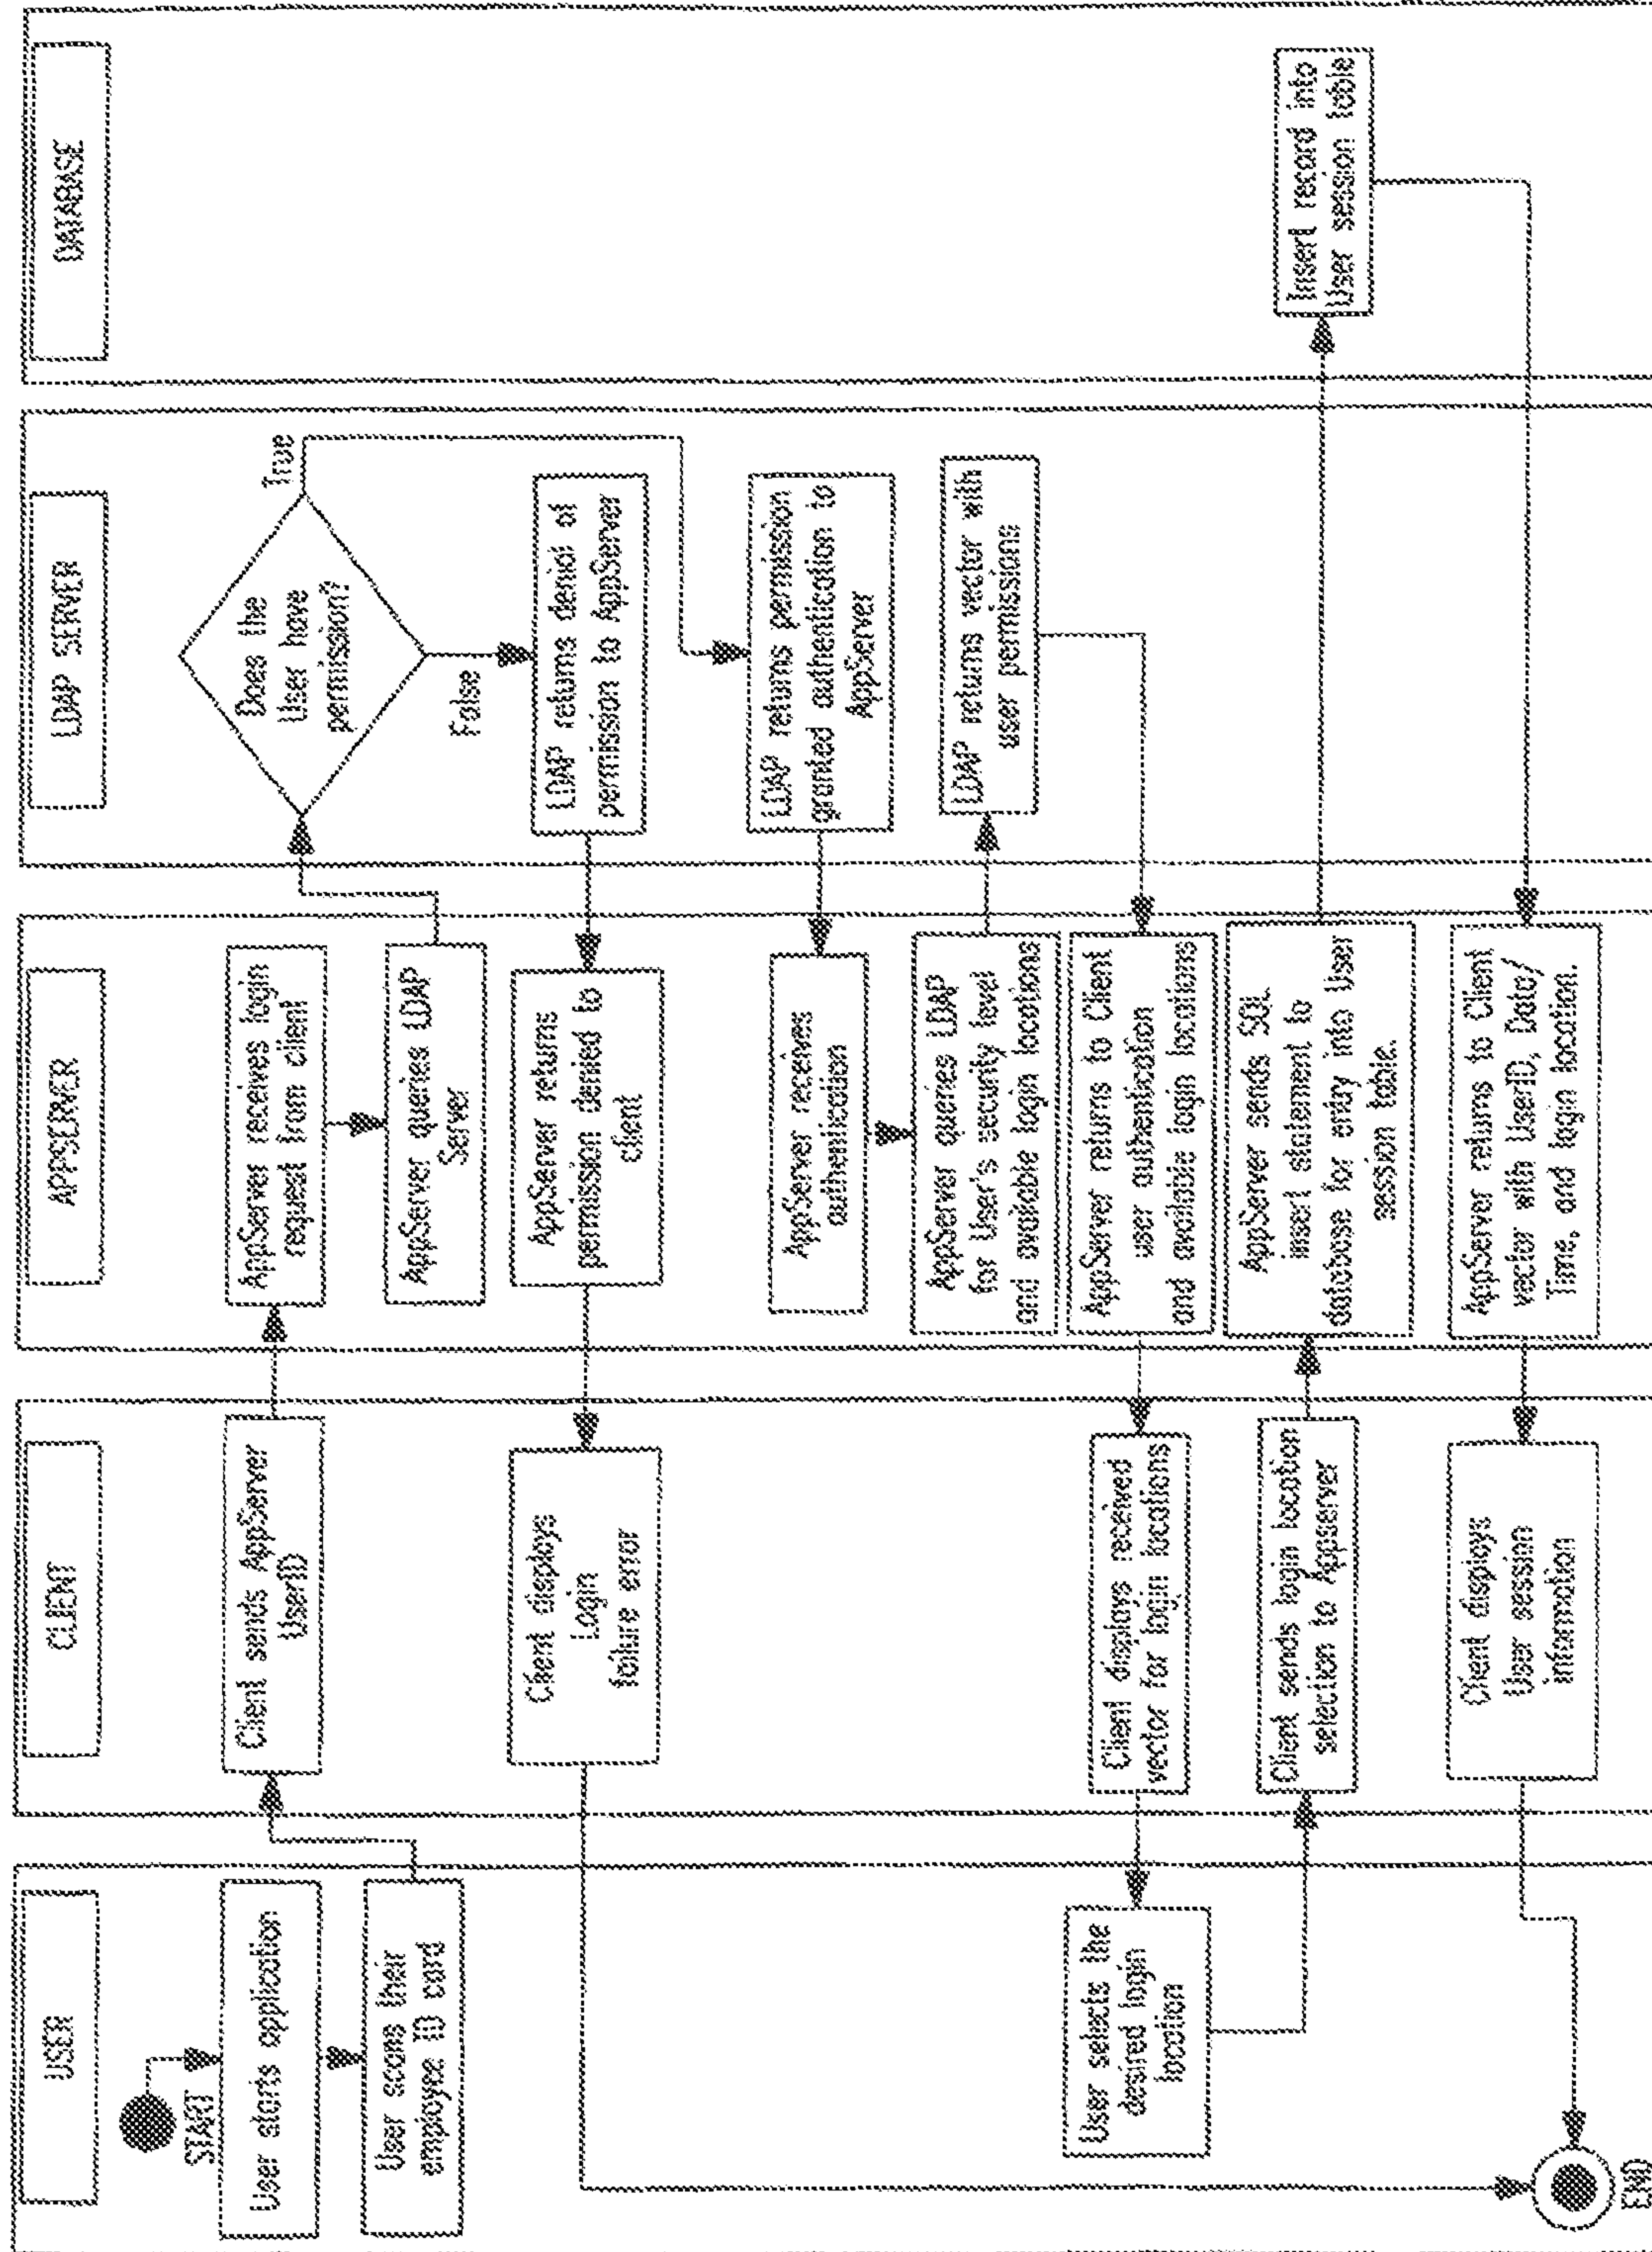 USER
START
User starts application
User scans their
employee ID card
User selects the
desired login
location
END
CLIENT
Client sends AppServer
UserID
Client displays
Login
failure error
Client displays received
vector for login locations
Client sends login location
selection to Appserver
Client displays
User session
information
APPSERVER
AppServer receives login
request from client
AppServer queries LDAP
Server
AppServer returns
permission denied to
client
AppServer receives
authentication
AppServer queries LDAP
for User's security level
and available login locations
AppServer returns to Client
user authentication
and available login locations
AppServer sends SQL
insert statement to
database for entry into User
session table.
AppServer returns to Client
vector with UserID, Date/
Time, and login location.
LDAP SERVER
Does the
User have
permission?
True
False
LDAP returns denial of
permission to AppServer
LDAP returns permission
granted authentication to
AppServer
LDAP returns vector with
user permissions
DATABASE
Insert record into
User session table